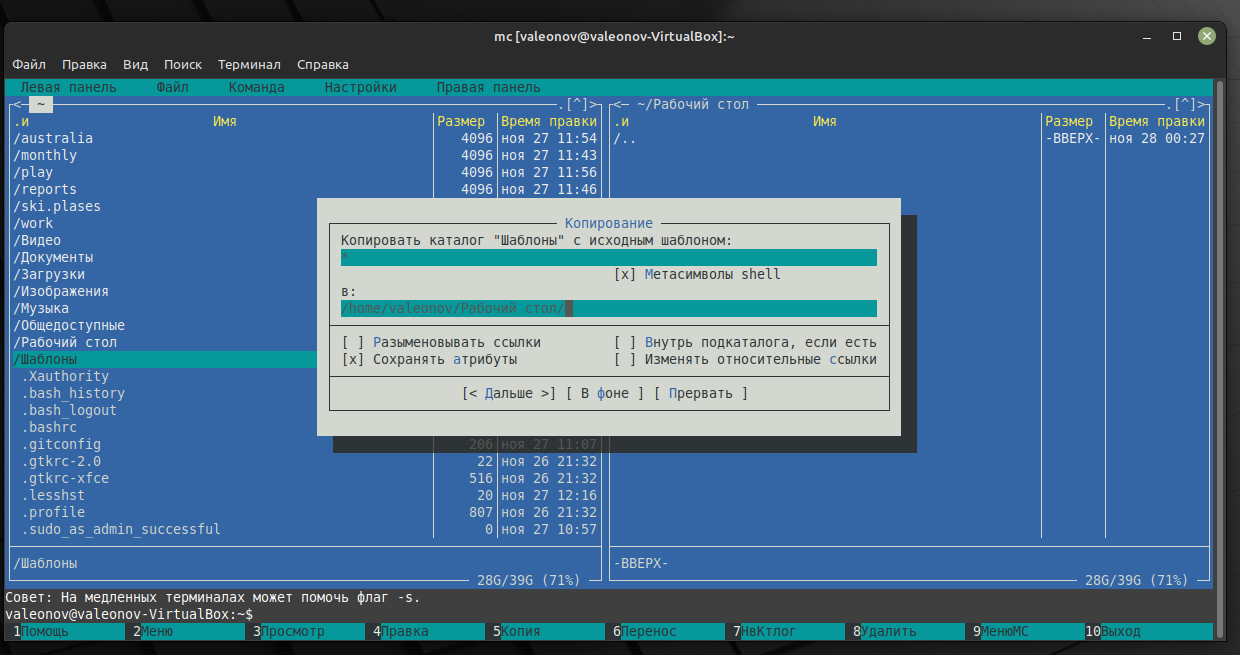 mc [valeonov@valeonov-VirtualBox]:~
Файл Правка Вид Поиск Терминал Справка
Левая панель Файл Команда Настройки Правая панель
<─ ~ ─.[^]>
.и Имя Размер Время правки
/australia 4096 ноя 27 11:54
/monthly 4096 ноя 27 11:43
/play 4096 ноя 27 11:56
/reports 4096 ноя 27 11:46
/ski.plases
/work
/Видео
/Документы
/Загрузки
/Изображения
/Музыка
/Общедоступные
/Рабочий стол
/Шаблоны
.Xauthority
.bash_history
.bash_logout
.bashrc
.gitconfig 206 ноя 27 11:07
.gtkrc-2.0 22 ноя 26 21:32
.gtkrc-xfce 516 ноя 26 21:32
.lesshst 20 ноя 27 12:16
.profile 807 ноя 26 21:32
.sudo_as_admin_successful 0 ноя 27 10:57
/Шаблоны
28G/39G (71%)
<─ ~/Рабочий стол ─.[^]>
.и Имя Размер Время правки
/.. -ВВЕРХ- ноя 28 00:27
-ВВЕРХ-
28G/39G (71%)
Копирование
Копировать каталог "Шаблоны" с исходным шаблоном:
*
[x] Метасимволы shell
в:
/home/valeonov/Рабочий стол/
[ ] Разыменовывать ссылки [ ] Внутрь подкаталога, если есть
[x] Сохранять атрибуты [ ] Изменять относительные ссылки
[< Дальше >] [ В фоне ] [ Прервать ]
Совет: На медленных терминалах может помочь флаг -s.
valeonov@valeonov-VirtualBox:~$
1Помощь 2Меню 3Просмотр 4Правка 5Копия 6Перенос 7НвКтлог 8Удалить 9МенюMC 10Выход